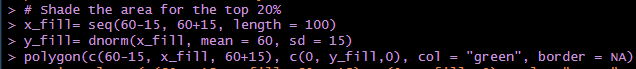 > # Shade the area for the top 20%
> x_fill= seq(60-15, 60+15, length = 100)
> y_fill= dnorm(x_fill, mean = 60, sd = 15)
> polygon(c(60-15, x_fill, 60+15), c(0, y_fill,0), col = "green", border = NA)